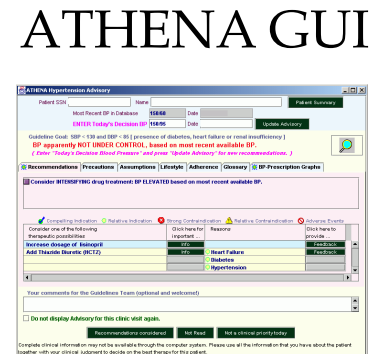 ATHENA GUI
ATHENA Hypertension Advisory
Patient SSN Name Patient Summary
Most Recent BP in Database 158/88 Date
ENTER Today's Decision BP 158/95 Date Update Advisory
Guideline Goal: SBP < 130 and DBP < 85 [ presence of diabetes, heart failure or renal insufficiency ]
BP apparently NOT UNDER CONTROL, based on most recent available BP.
( Enter "Today's Decision Blood Pressure" and press "Update Advisory" for new recommendations. )
Recommendations Precautions Assumptions Lifestyle Adherence Glossary BP-Prescription Graphs
Consider INTENSIFYING drug treatment: BP ELEVATED based on most recent available BP.
Compelling Indication Relative Indication Strong Contraindication Relative Contraindication Adverse Events
Consider one of the following therapeutic possibilities Click here for important ... Reasons Click here to provide ...
Increase dosage of lisinopril Info Feedback
Add Thiazide Diuretic (HCTZ) Info Heart Failure Feedback
Diabetes
Hypertension
Your comments for the Guidelines Team (optional and welcome!)
Do not display Advisory for this clinic visit again.
Recommendations considered Not Read Not a clinical priority today
Complete clinical information may not be available through the computer system. Please use all the information that you have about the patient
together with your clinical judgment to decide on the best therapy for this patient.